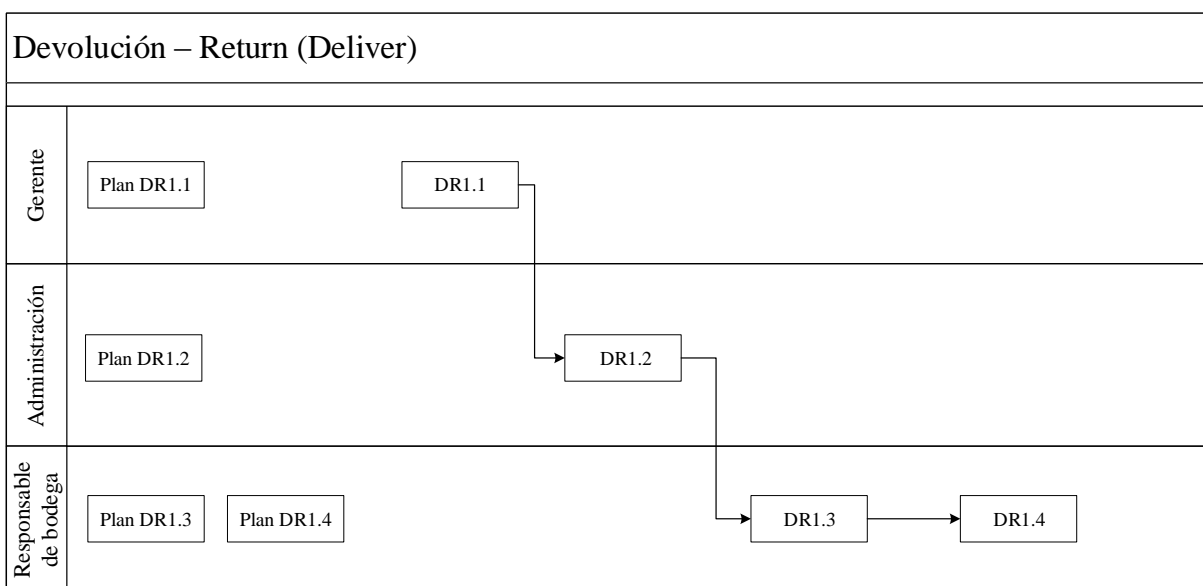 Devolución – Return (Deliver)
Gerente
Plan DR1.1
DR1.1
Administración
Plan DR1.2
DR1.2
Responsable
de bodega
Plan DR1.3
Plan DR1.4
DR1.3
DR1.4